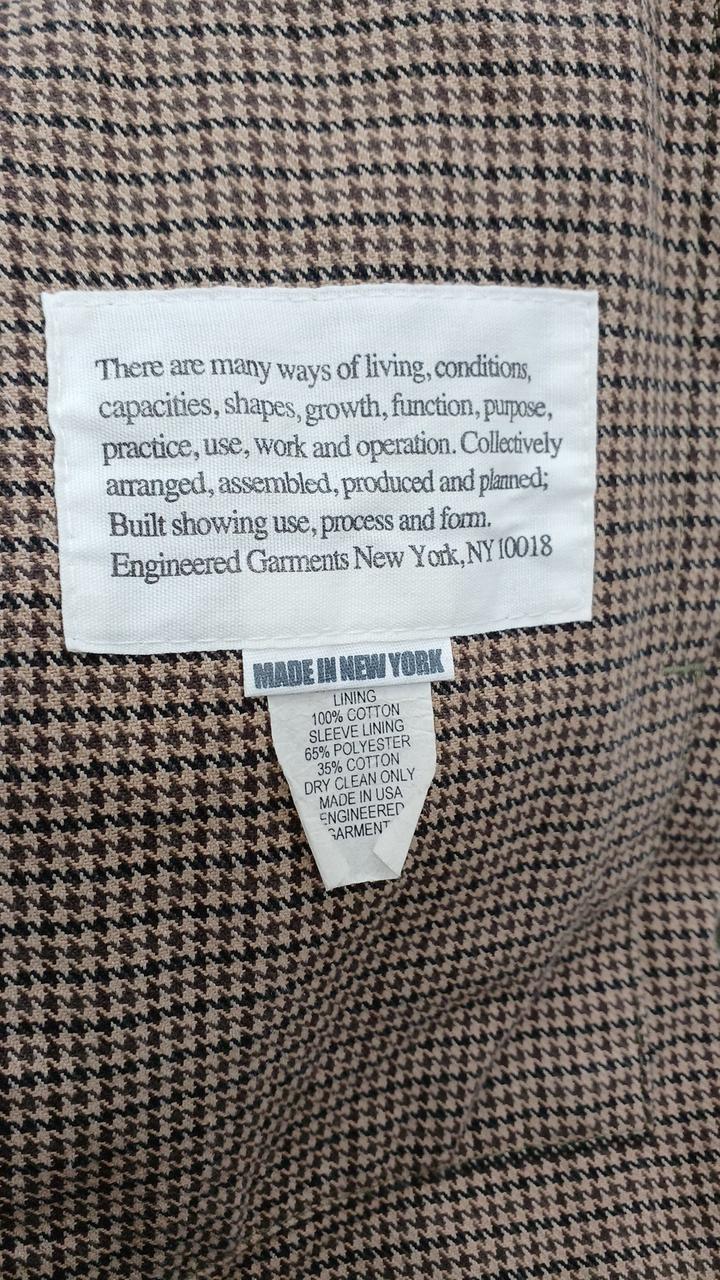 There are many ways of living, conditions,
capacities, shapes, growth, function, purpose,
practice, use, work and operation. Collectively
arranged, assembled, produced and planned;
Built showing use, process and form.
Engineered Garments New York, NY 10018
MADE IN NEW YORK
LINING
100% COTTON
SLEEVE LINING
65% POLYESTER
35% COTTON
DRY CLEAN ONLY
MADE IN USA
ENGINEERED
GARMENT